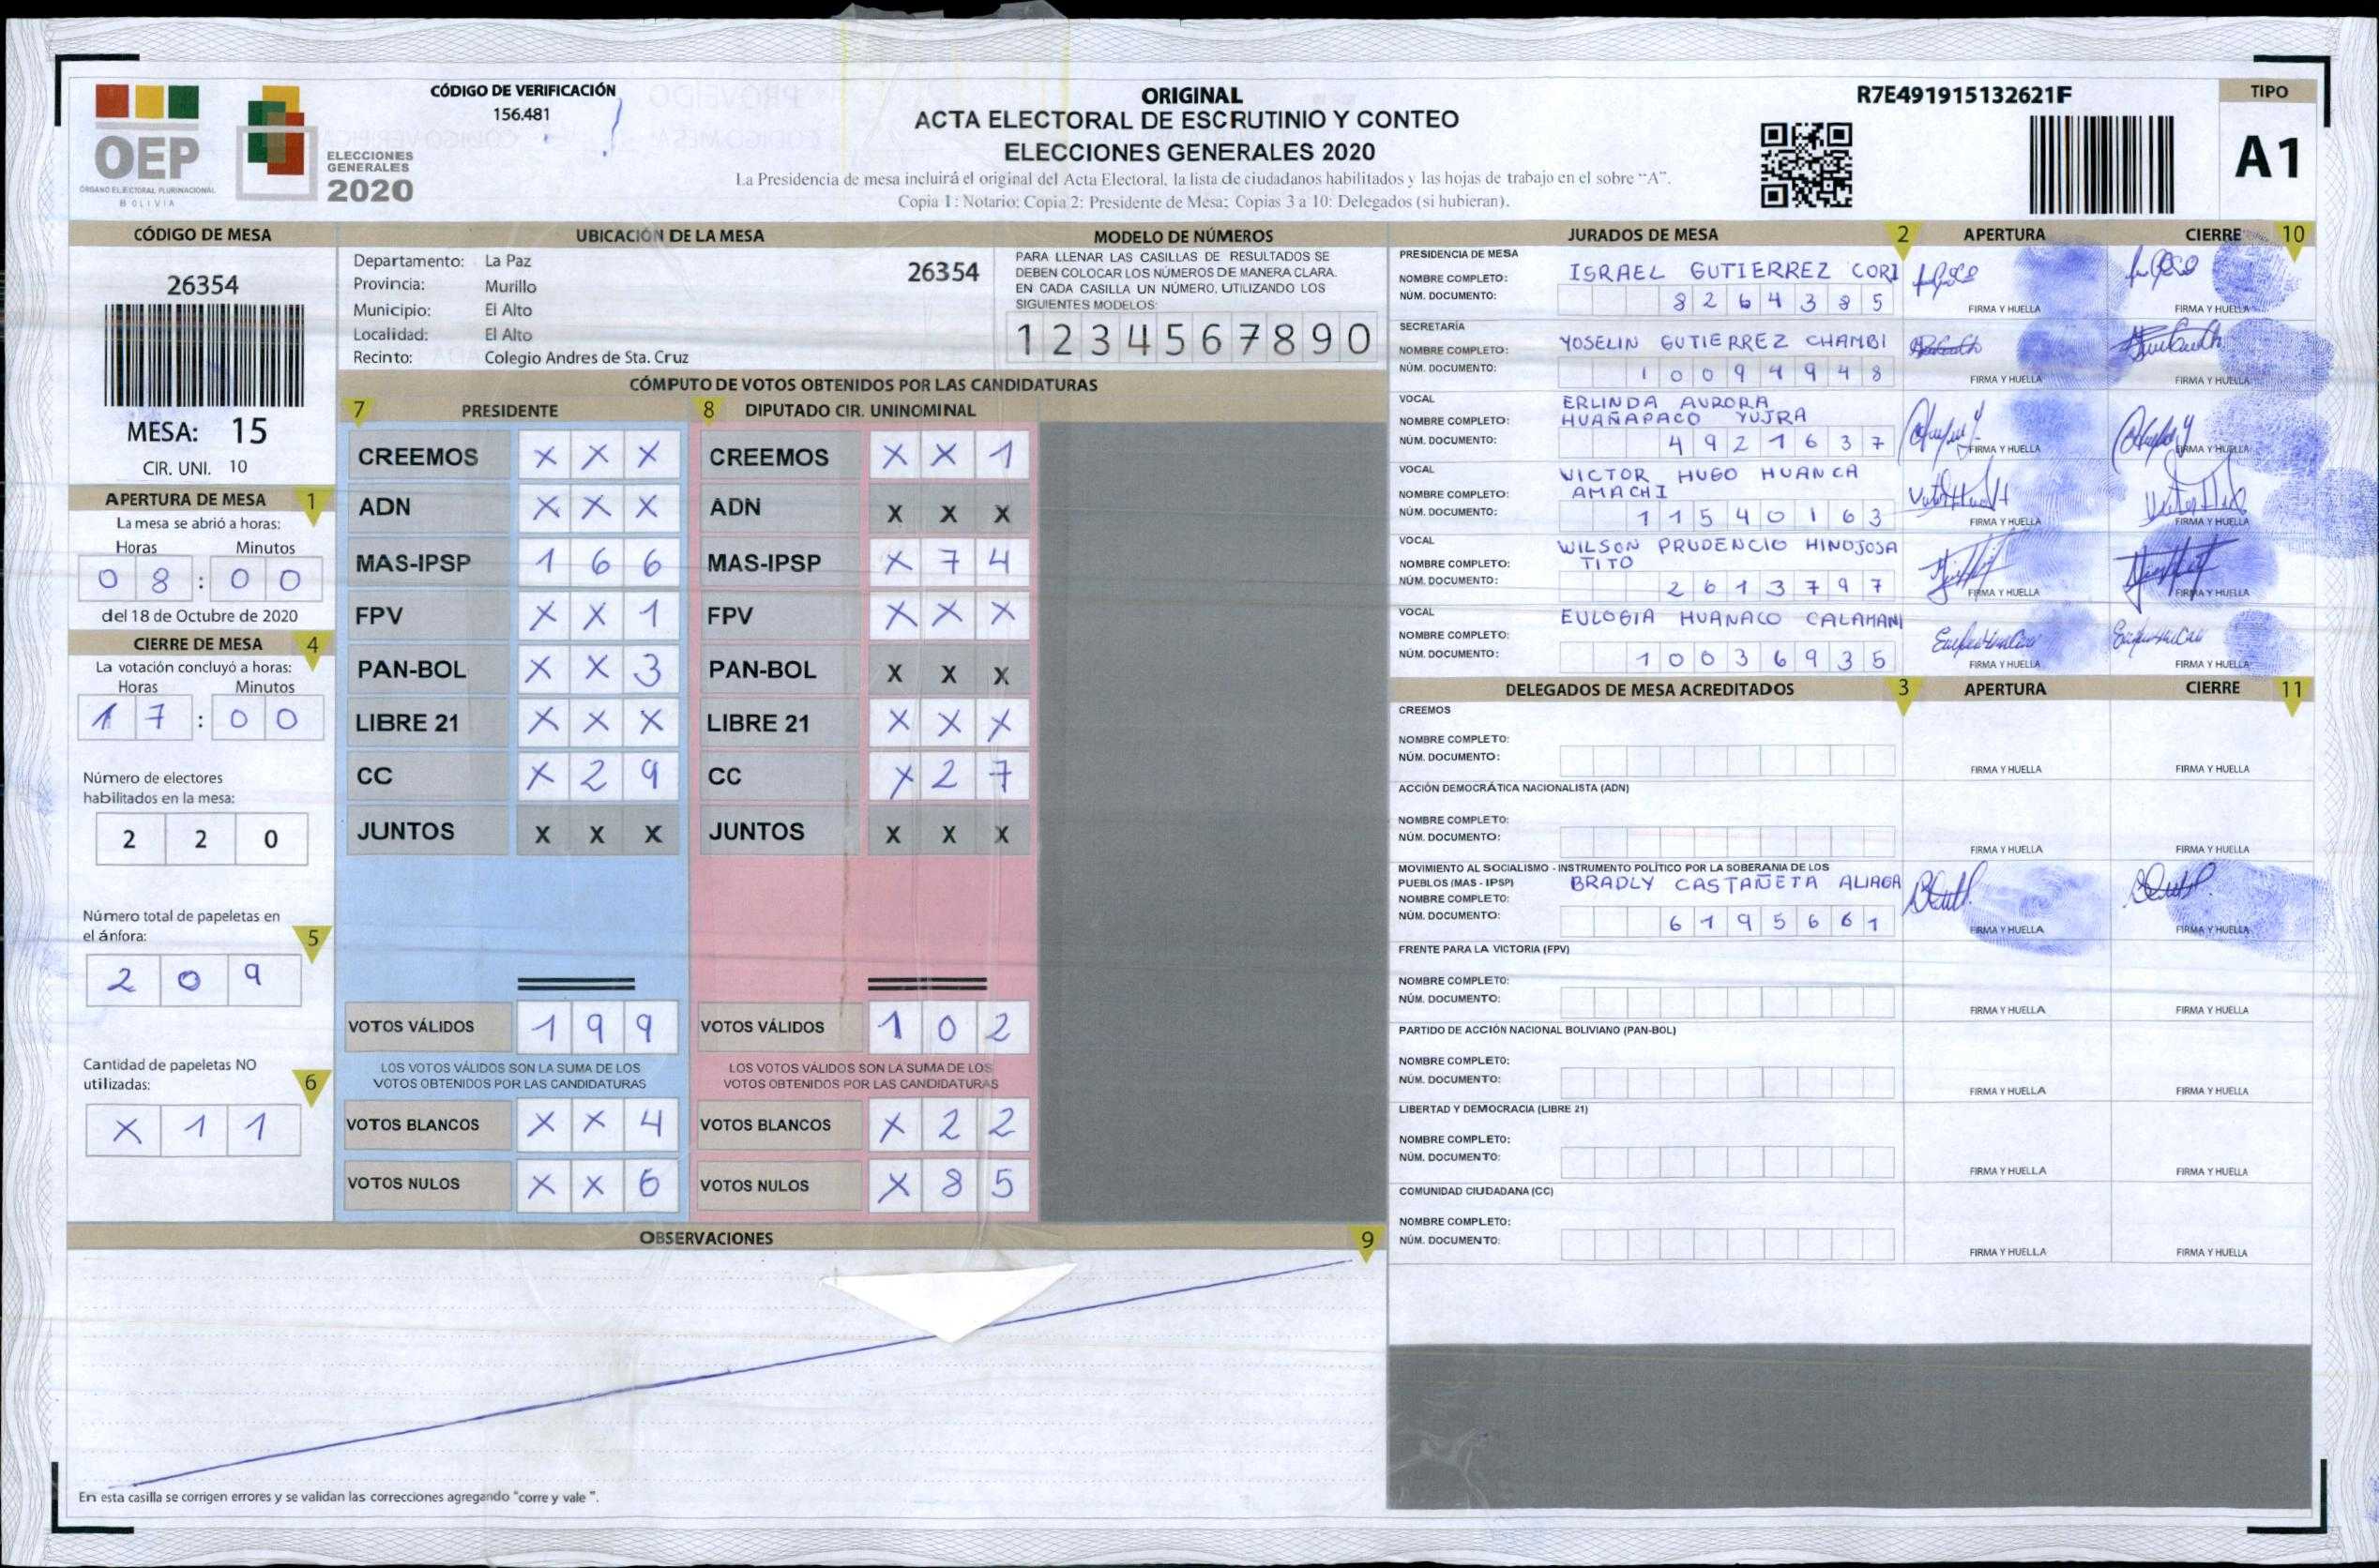 OEP
ÓRGANO ELECTORAL PLURINACIONAL
BOLIVIA
ELECCIONES
GENERALES
2020
CÓDIGO DE VERIFICACIÓN
156.481
ORIGINAL
ACTA ELECTORAL DE ESCRUTINIO Y CONTEO
ELECCIONES GENERALES 2020
La Presidencia de mesa incluirá el original del Acta Electoral, la lista de ciudadanos habilitados y las hojas de trabajo en el sobre "A".
Copia 1: Notario; Copia 2: Presidente de Mesa; Copias 3 a 10: Delegados (si hubieran).
R7E491915132621F
TIPO
A1
CÓDIGO DE MESA
26354
MESA: 15
CIR. UNI. 10
APERTURA DE MESA 1
La mesa se abrió a horas:
Horas Minutos
08 : 00
del 18 de Octubre de 2020
CIERRE DE MESA 4
La votación concluyó a horas:
Horas Minutos
17 : 00
Número de electores
habilitados en la mesa:
2 2 0
Número total de papeletas en
el ánfora: 5
2 0 9
Cantidad de papeletas NO
utilizadas: 6
X 1 1
UBICACIÓN DE LA MESA
Departamento: La Paz
Provincia: Murillo
Municipio: El Alto
Localidad: El Alto
Recinto: Colegio Andres de Sta. Cruz
26354
MODELO DE NÚMEROS
PARA LLENAR LAS CASILLAS DE RESULTADOS SE
DEBEN COLOCAR LOS NÚMEROS DE MANERA CLARA.
EN CADA CASILLA UN NÚMERO, UTILIZANDO LOS
SIGUIENTES MODELOS:
1 2 3 4 5 6 7 8 9 0
CÓMPUTO DE VOTOS OBTENIDOS POR LAS CANDIDATURAS
7 PRESIDENTE
CREEMOS X X X
ADN X X X
MAS-IPSP 1 6 6
FPV X X 1
PAN-BOL X X 3
LIBRE 21 X X X
CC X 2 9
JUNTOS X X X
VOTOS VÁLIDOS 1 9 9
LOS VOTOS VÁLIDOS SON LA SUMA DE LOS
VOTOS OBTENIDOS POR LAS CANDIDATURAS
VOTOS BLANCOS X X 4
VOTOS NULOS X X 6
8 DIPUTADO CIR. UNINOMINAL
CREEMOS X X 1
ADN X X X
MAS-IPSP X 7 4
FPV X X X
PAN-BOL X X X
LIBRE 21 X X X
CC X 2 7
JUNTOS X X X
VOTOS VÁLIDOS 1 0 2
LOS VOTOS VÁLIDOS SON LA SUMA DE LOS
VOTOS OBTENIDOS POR LAS CANDIDATURAS
VOTOS BLANCOS X 2 2
VOTOS NULOS X 8 5
OBSERVACIONES 9
En esta casilla se corrigen errores y se validan las correcciones agregando "corre y vale ".
JURADOS DE MESA 2 APERTURA CIERRE 10
PRESIDENCIA DE MESA
NOMBRE COMPLETO: ISRAEL GUTIERREZ CORI
NÚM. DOCUMENTO: 8264385
FIRMA Y HUELLA FIRMA Y HUELLA
SECRETARÍA
NOMBRE COMPLETO: YOSELIN GUTIERREZ CHAMBI
NÚM. DOCUMENTO: 10094948
FIRMA Y HUELLA FIRMA Y HUELLA
VOCAL
NOMBRE COMPLETO: ERLINDA AURORA
HUAÑAPACO YUJRA
NÚM. DOCUMENTO: 4921637
FIRMA Y HUELLA FIRMA Y HUELLA
VOCAL
NOMBRE COMPLETO: VICTOR HUGO HUANCA
AMACHI
NÚM. DOCUMENTO: 11540163
FIRMA Y HUELLA FIRMA Y HUELLA
VOCAL
NOMBRE COMPLETO: WILSON PRUDENCIO HINOJOSA
TITO
NÚM. DOCUMENTO: 2613797
FIRMA Y HUELLA FIRMA Y HUELLA
VOCAL
NOMBRE COMPLETO: EULOGIA HUANACO CALAMANI
NÚM. DOCUMENTO: 10036935
FIRMA Y HUELLA FIRMA Y HUELLA
DELEGADOS DE MESA ACREDITADOS 3 APERTURA CIERRE 11
CREEMOS
NOMBRE COMPLETO:
NÚM. DOCUMENTO:
FIRMA Y HUELLA FIRMA Y HUELLA
ACCIÓN DEMOCRÁTICA NACIONALISTA (ADN)
NOMBRE COMPLETO:
NÚM. DOCUMENTO:
FIRMA Y HUELLA FIRMA Y HUELLA
MOVIMIENTO AL SOCIALISMO - INSTRUMENTO POLÍTICO POR LA SOBERANIA DE LOS
PUEBLOS (MAS - IPSP) BRADLY CASTAÑETA ALIAGA
NOMBRE COMPLETO:
NÚM. DOCUMENTO: 6195661
FIRMA Y HUELLA FIRMA Y HUELLA
FRENTE PARA LA VICTORIA (FPV)
NOMBRE COMPLETO:
NÚM. DOCUMENTO:
FIRMA Y HUELLA FIRMA Y HUELLA
PARTIDO DE ACCIÓN NACIONAL BOLIVIANO (PAN-BOL)
NOMBRE COMPLETO:
NÚM. DOCUMENTO:
FIRMA Y HUELLA FIRMA Y HUELLA
LIBERTAD Y DEMOCRACIA (LIBRE 21)
NOMBRE COMPLETO:
NÚM. DOCUMENTO:
FIRMA Y HUELLA FIRMA Y HUELLA
COMUNIDAD CIUDADANA (CC)
NOMBRE COMPLETO:
NÚM. DOCUMENTO:
FIRMA Y HUELLA FIRMA Y HUELLA